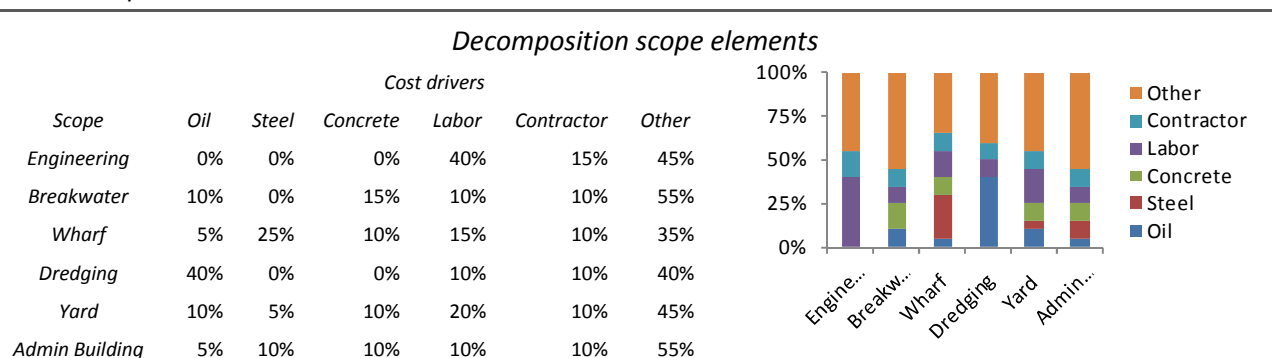 Decomposition scope elements
Cost drivers
Scope Oil Steel Concrete Labor Contractor Other
Engineering 0% 0% 0% 40% 15% 45%
Breakwater 10% 0% 15% 10% 10% 55%
Wharf 5% 25% 10% 15% 10% 35%
Dredging 40% 0% 0% 10% 10% 40%
Yard 10% 5% 10% 20% 10% 45%
Admin Building 5% 10% 10% 10% 10% 55%
100%
75%
50%
25%
0%
Engine...
Breakw...
Wharf
Dredging
Yard
Admin...
Other
Contractor
Labor
Concrete
Steel
Oil